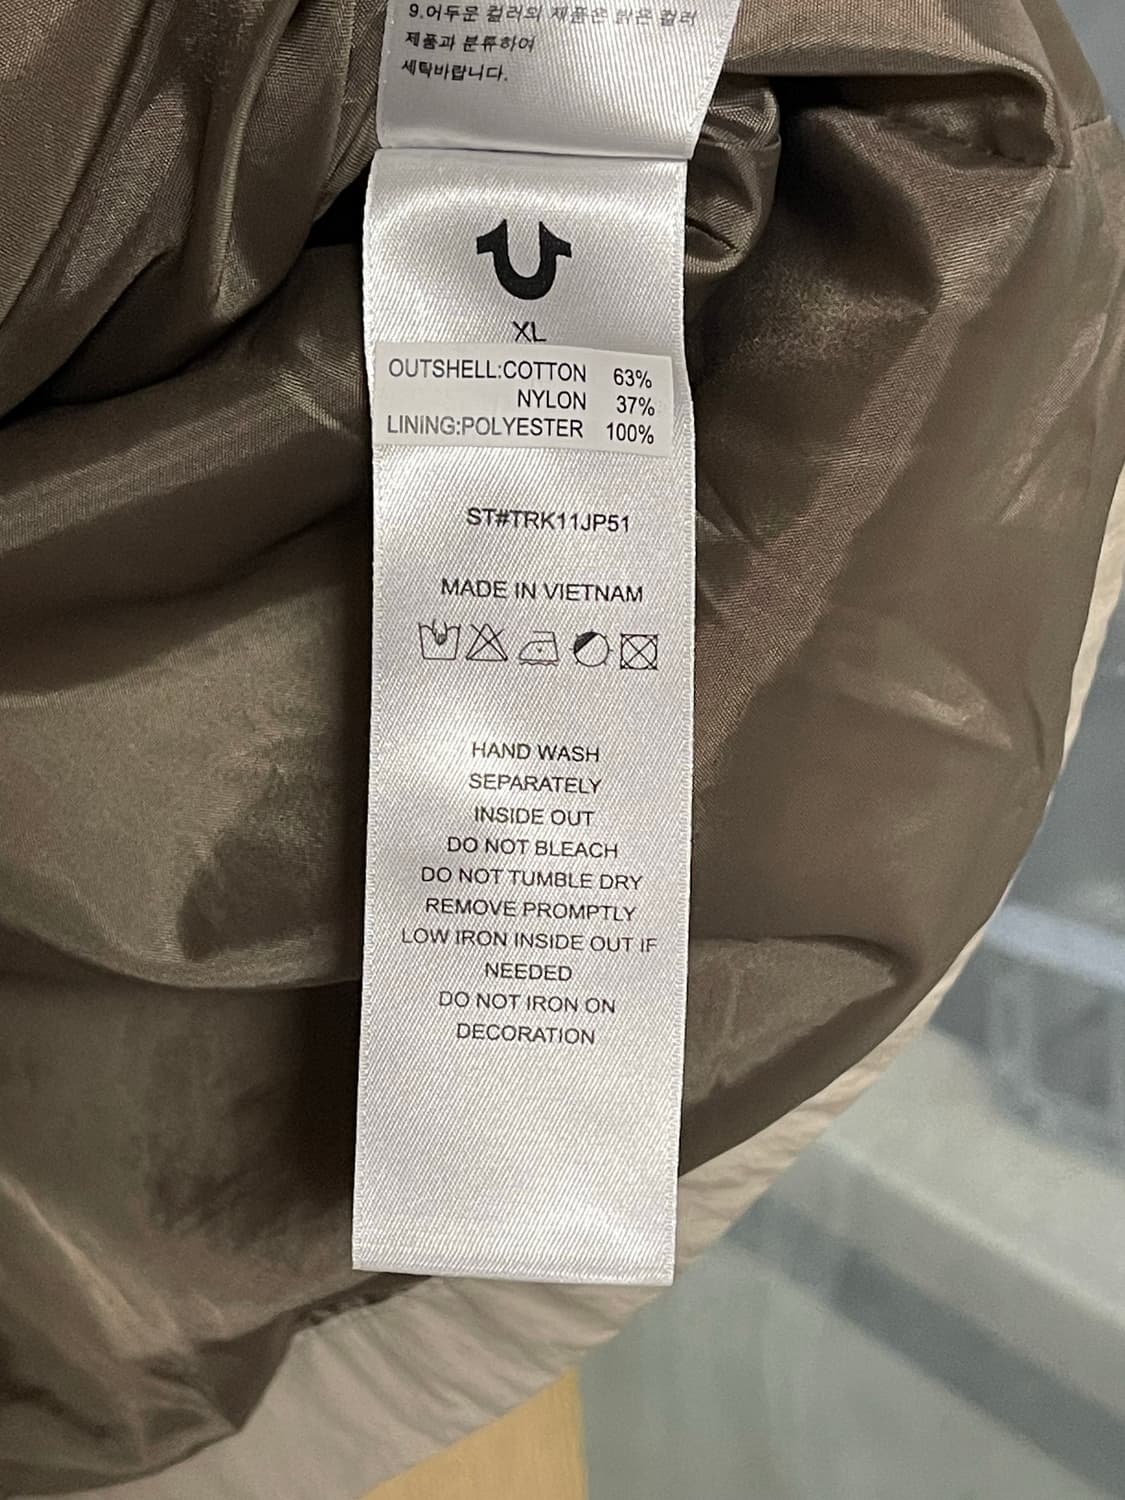 9.어두운 컬러의 제품은 밝은 컬러
제품과 분류하여
세탁바랍니다.
XL
OUTSHELL:COTTON 63%
NYLON 37%
LINING:POLYESTER 100%
ST#TRK11JP51
MADE IN VIETNAM
HAND WASH
SEPARATELY
INSIDE OUT
DO NOT BLEACH
DO NOT TUMBLE DRY
REMOVE PROMPTLY
LOW IRON INSIDE OUT IF
NEEDED
DO NOT IRON ON
DECORATION